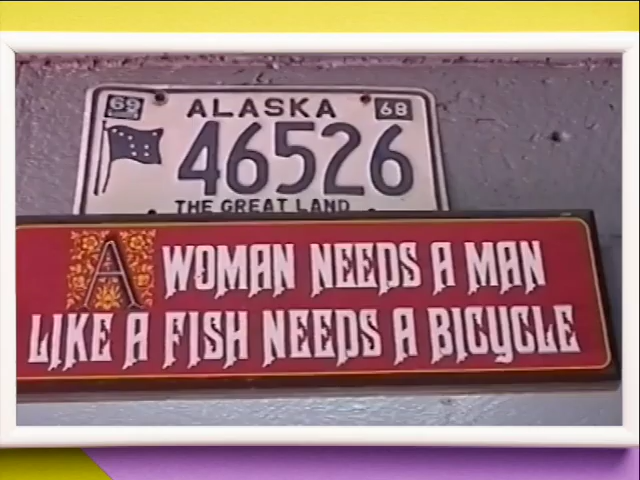 69 ALASKA 68
46526
THE GREAT LAND
A WOMAN NEEDS A MAN
LIKE A FISH NEEDS A BICYCLE